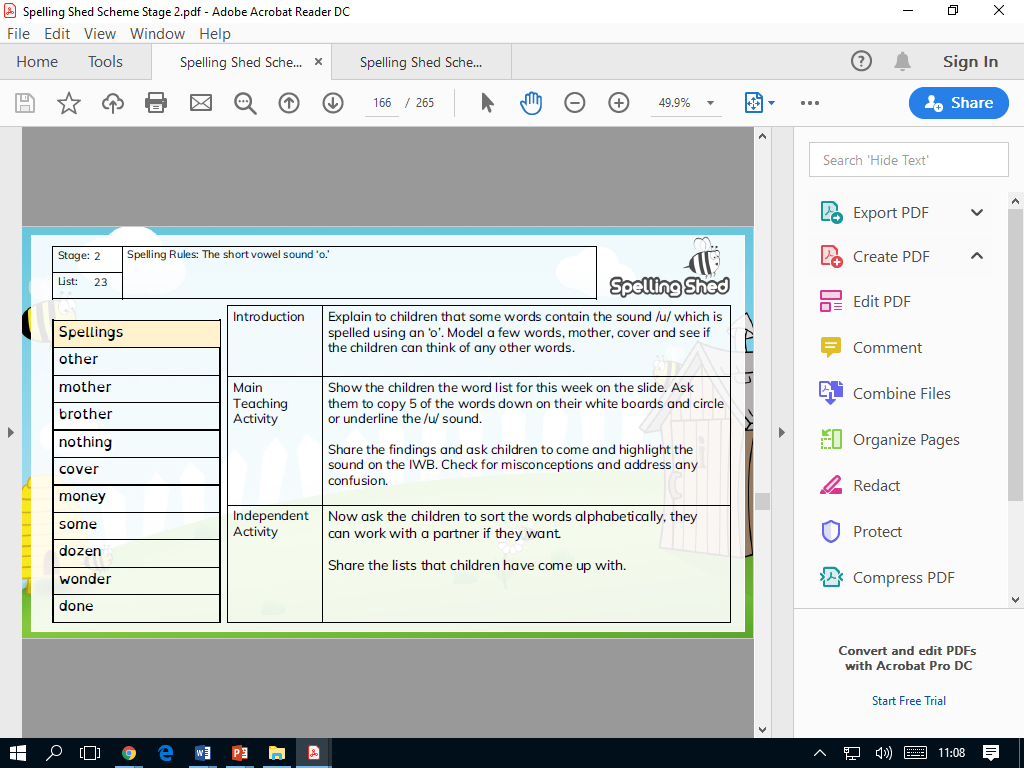 Spelling Shed Scheme Stage 2.pdf - Adobe Acrobat Reader DC
File Edit View Window Help
Home Tools Spelling Shed Sche... × Spelling Shed Sche... ? Sign In
166 / 265 49.9% Share
Search 'Hide Text'
Export PDF
Create PDF
Edit PDF
Comment
Combine Files
Organize Pages
Redact
Protect
Compress PDF
Convert and edit PDFs
with Acrobat Pro DC
Start Free Trial
Stage: 2
List: 23
Spelling Rules: The short vowel sound ‘o.’
Spelling Shed
Spellings
other
mother
brother
nothing
cover
money
some
dozen
wonder
done
Introduction
Explain to children that some words contain the sound /u/ which is
spelled using an ‘o’. Model a few words, mother, cover and see if
the children can think of any other words.
Main
Teaching
Activity
Show the children the word list for this week on the slide. Ask
them to copy 5 of the words down on their white boards and circle
or underline the /u/ sound.
Share the findings and ask children to come and highlight the
sound on the IWB. Check for misconceptions and address any
confusion.
Independent
Activity
Now ask the children to sort the words alphabetically, they
can work with a partner if they want.
Share the lists that children have come up with.
11:08